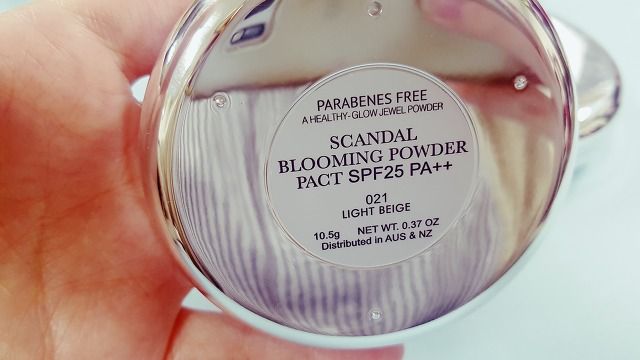 PARABENES FREE
A HEALTHY-GLOW JEWEL POWDER
SCANDAL
BLOOMING POWDER
PACT SPF25 PA++
021
LIGHT BEIGE
10.5g NET WT. 0.37 OZ
Distributed in AUS & NZ